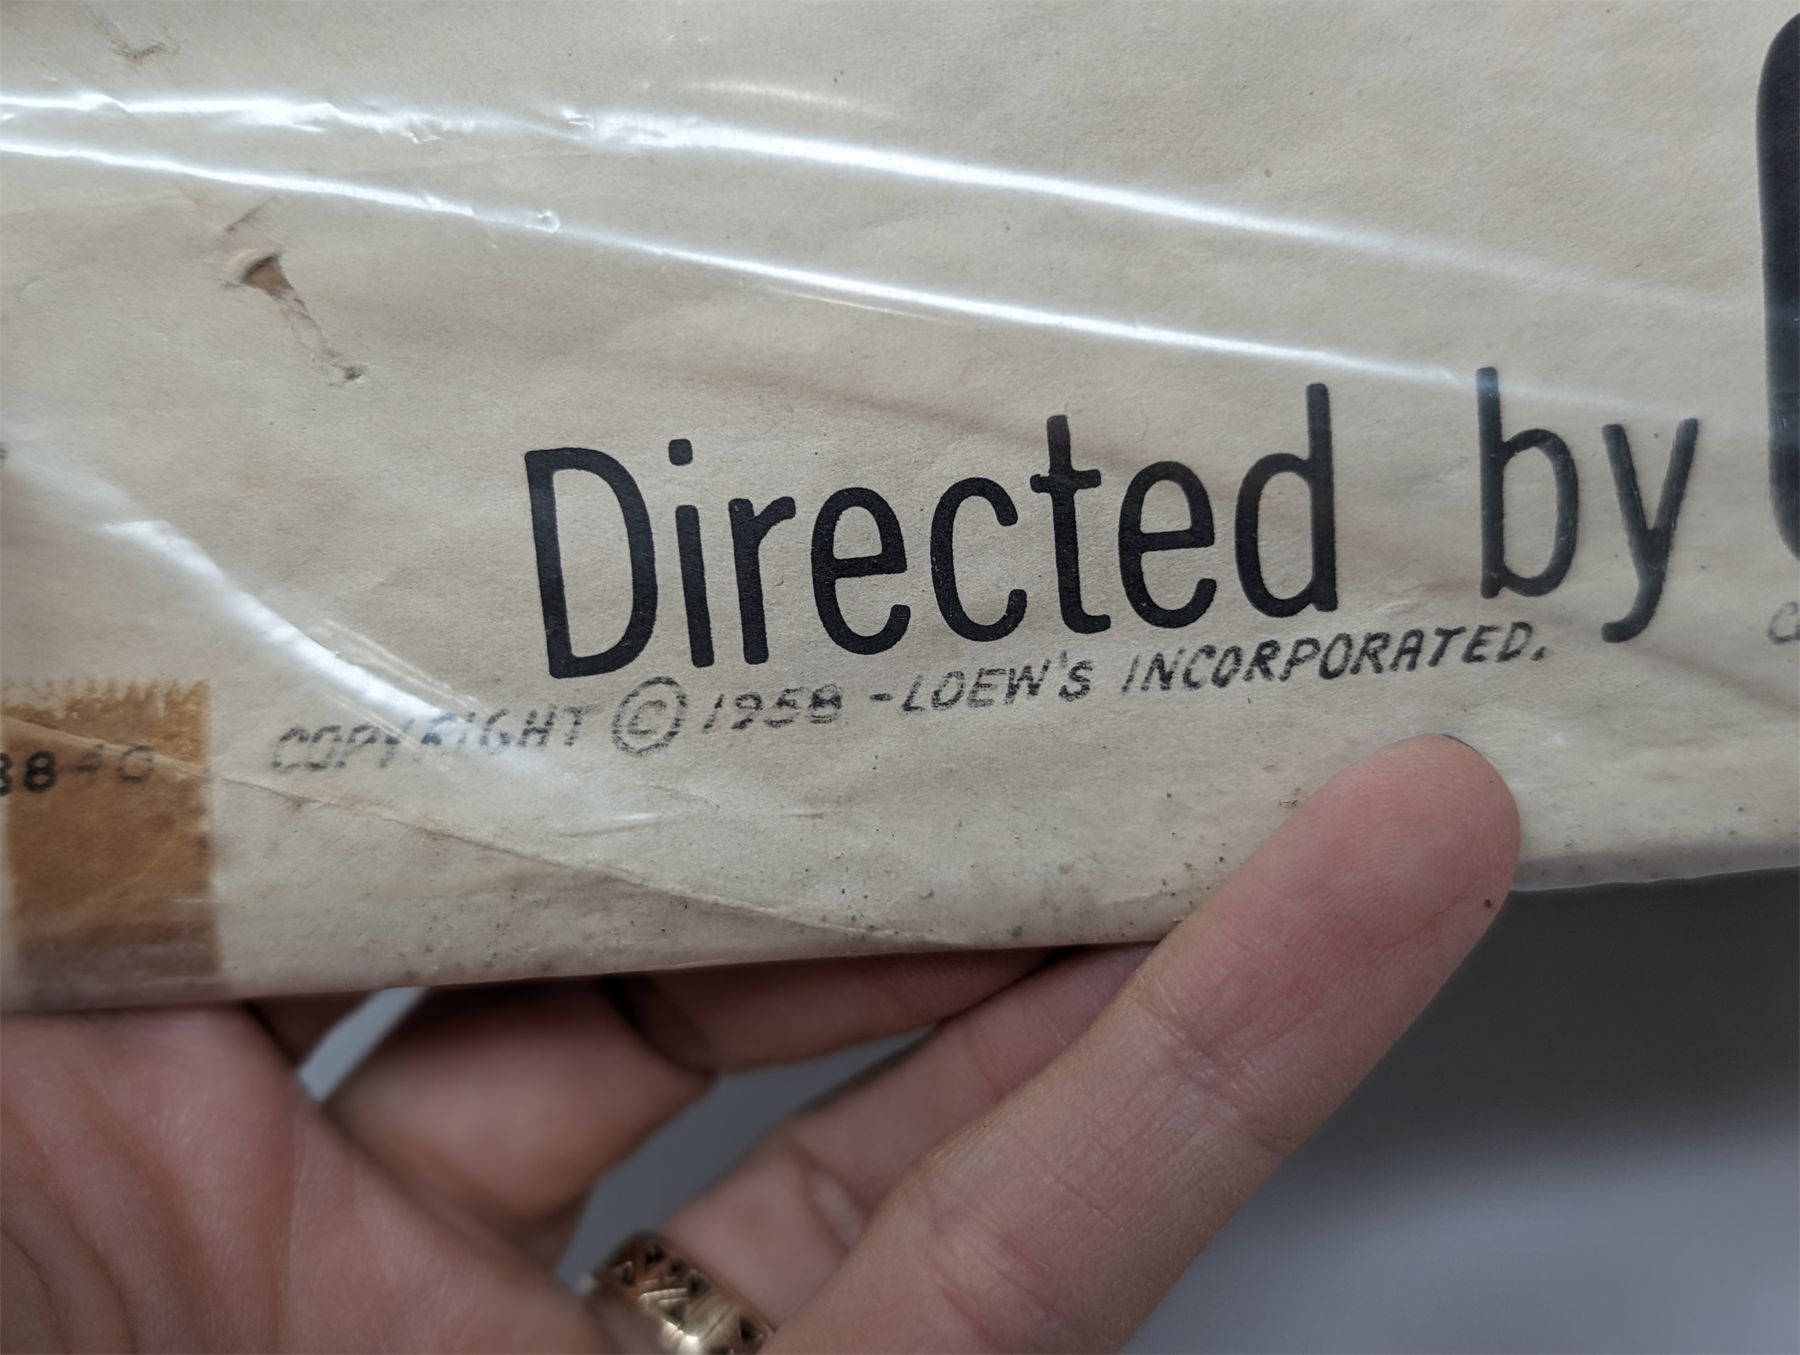 Directed by
COPYRIGHT © 1958 - LOEW'S INCORPORATED.